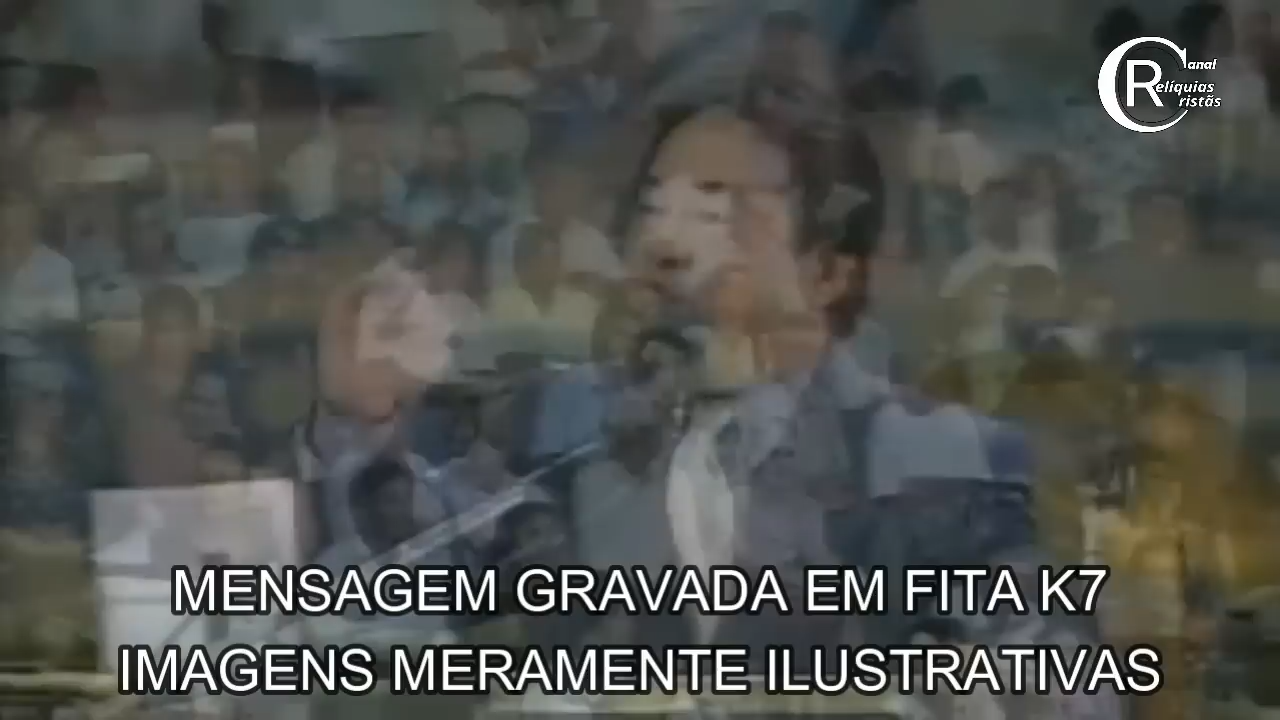 Canal
Relíquias
Cristãs
MENSAGEM GRAVADA EM FITA K7
IMAGENS MERAMENTE ILUSTRATIVAS